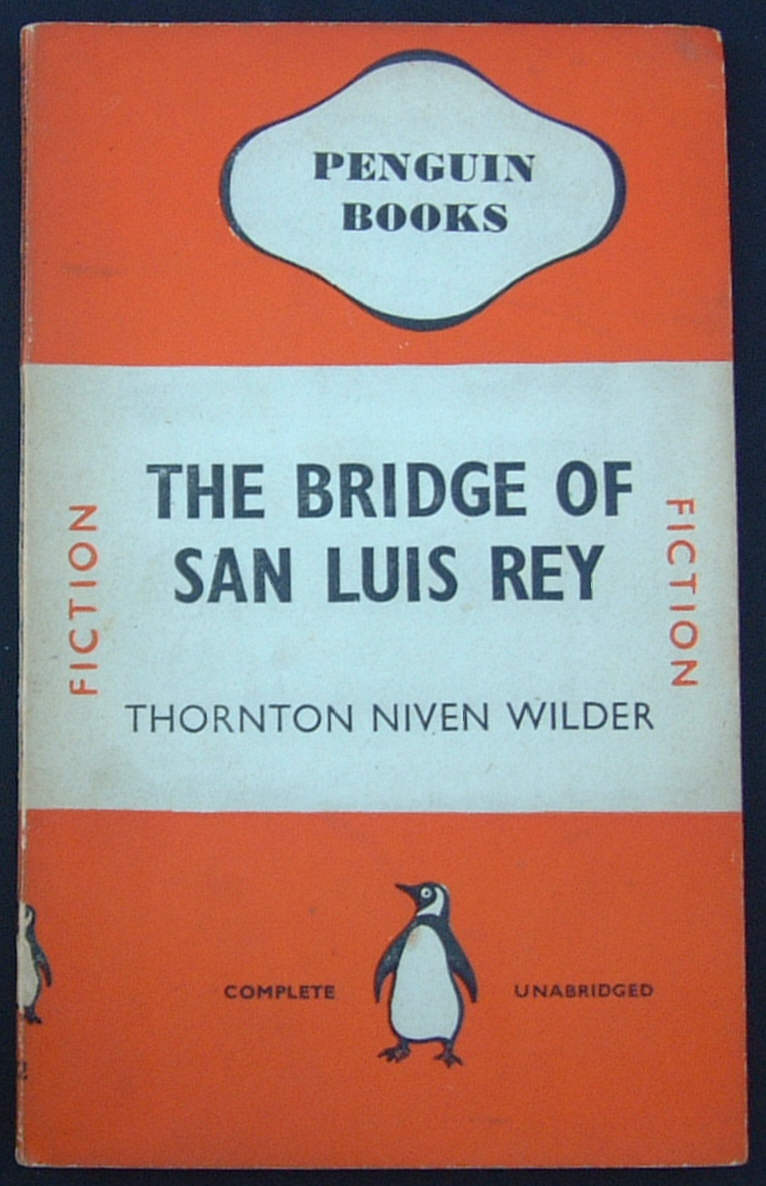 PENGUIN
BOOKS
THE BRIDGE OF
SAN LUIS REY
FICTION
FICTION
THORNTON NIVEN WILDER
COMPLETE
UNABRIDGED